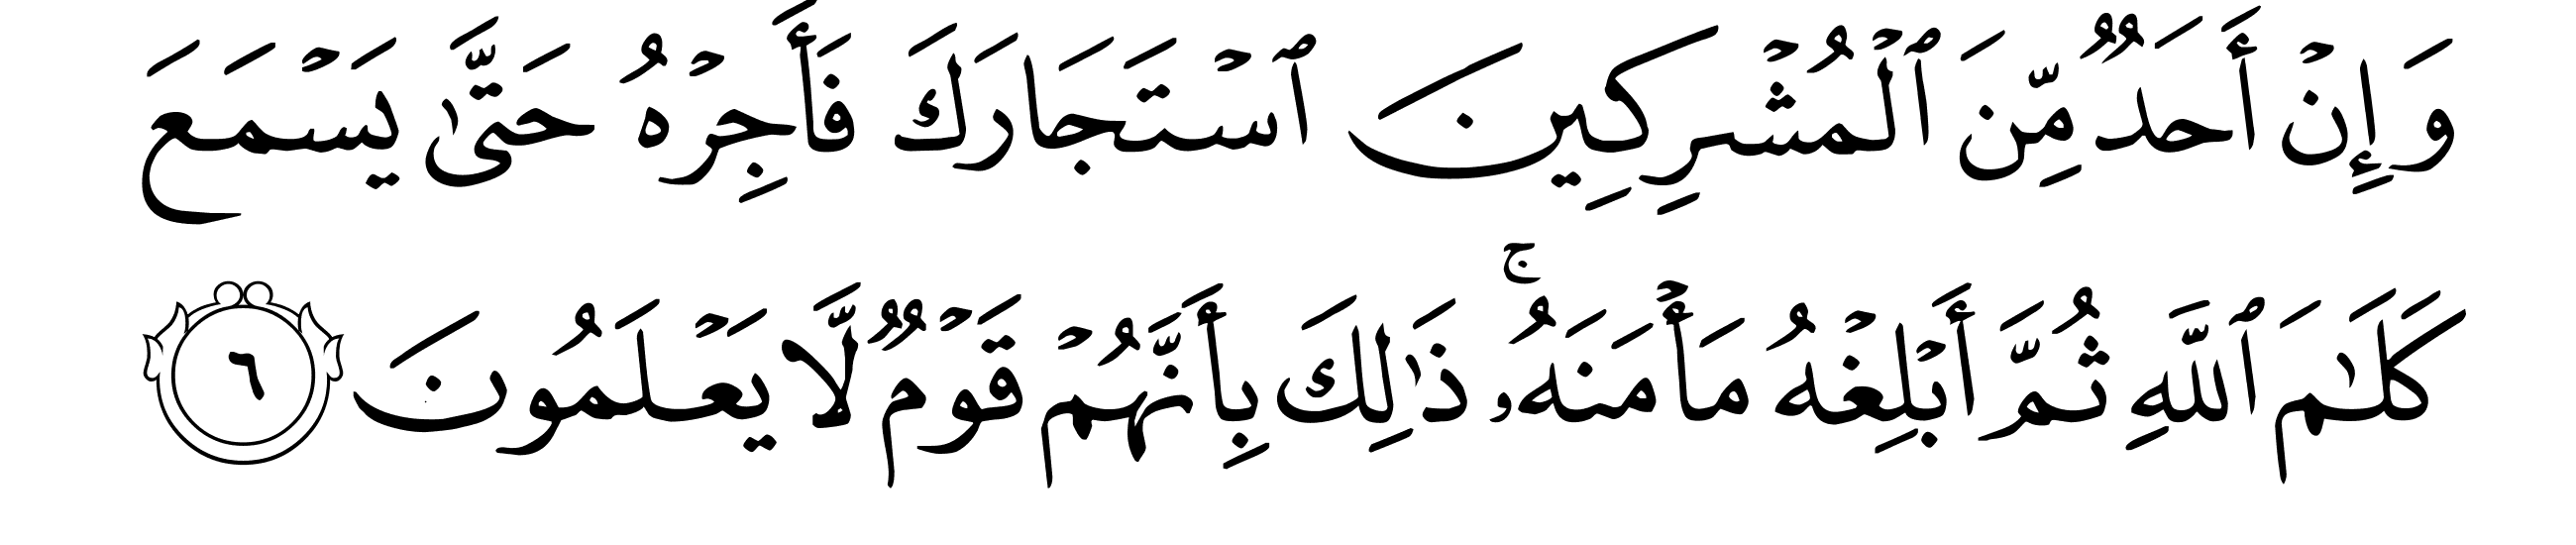 وَإِنْ أَحَدٌ مِّنَ ٱلْمُشْرِكِينَ ٱسْتَجَارَكَ فَأَجِرْهُ حَتَّىٰ يَسْمَعَ
كَلَٰمَ ٱللَّهِ ثُمَّ أَبْلِغْهُ مَأْمَنَهُۥ ۚ ذَٰلِكَ بِأَنَّهُمْ قَوْمٌ لَّا يَعْلَمُونَ ٦